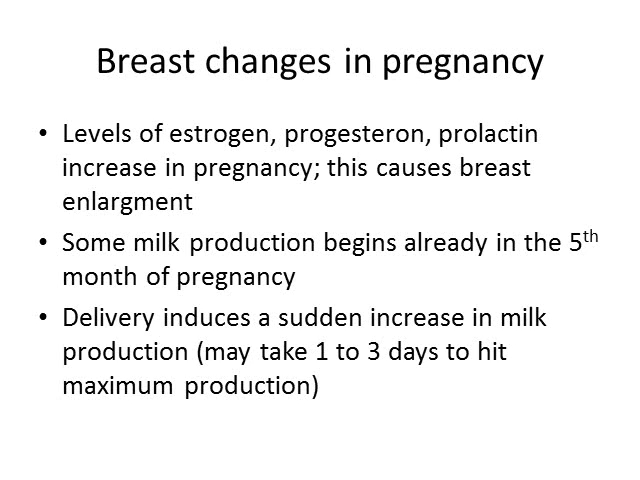 Breast changes in pregnancy
• Levels of estrogen, progesteron, prolactin
increase in pregnancy; this causes breast
enlargment
• Some milk production begins already in the 5th
month of pregnancy
• Delivery induces a sudden increase in milk
production (may take 1 to 3 days to hit
maximum production)